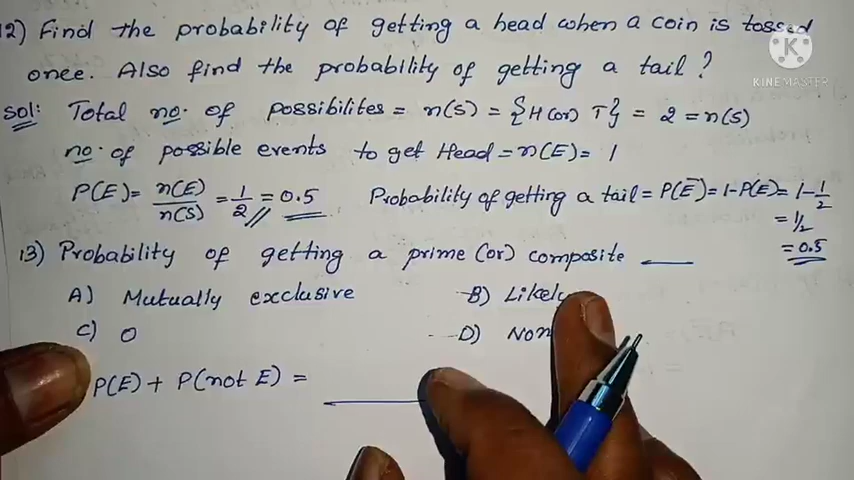 12) Find the probability of getting a head when a coin is tossed
once. Also find the probability of getting a tail?
Sol: Total no. of possibilites = n(S) = {H (or) T} = 2 = n(S)
no. of possible events to get Head = n(E) = 1
P(E) = n(E)/n(S) = 1/2 = 0.5 Probability of getting a tail = P(E̅) = 1 - P(E) = 1 - 1/2
= 1/2
= 0.5
13) Probability of getting a prime (or) composite ____
A) Mutually exclusive B) Likely
C) 0 D)
P(E) + P(not E) = ____
K
KINEMASTER